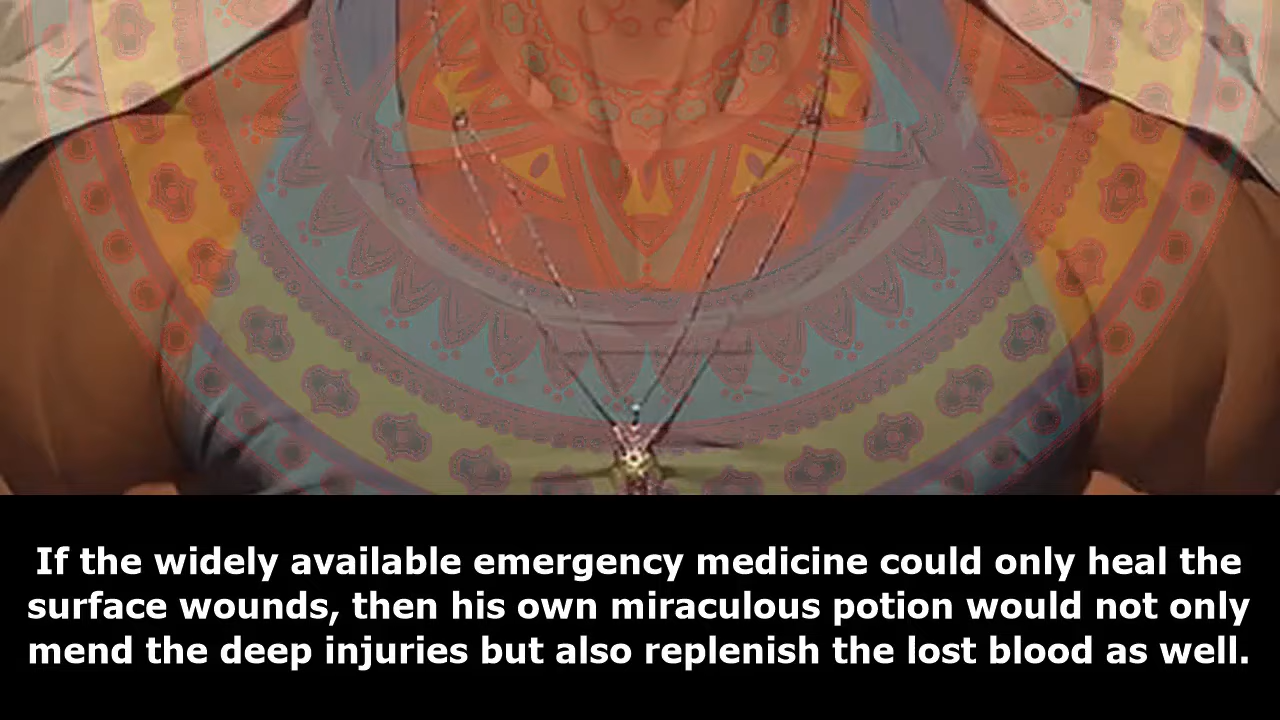 If the widely available emergency medicine could only heal the
surface wounds, then his own miraculous potion would not only
mend the deep injuries but also replenish the lost blood as well.